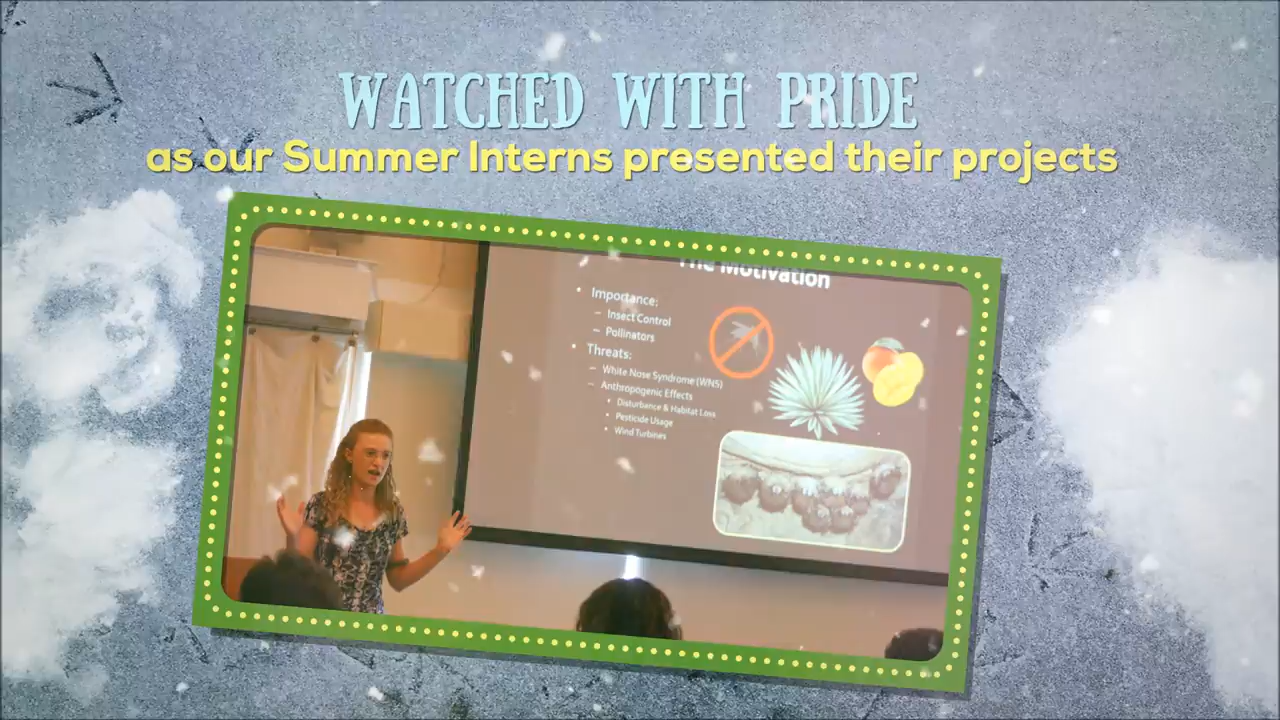 WATCHED WITH PRIDE
as our Summer Interns presented their projects
The Motivation
• Importance:
– Insect Control
– Pollinators
• Threats:
– White Nose Syndrome (WNS)
– Anthropogenic Effects
• Disturbance & Habitat Loss
• Pesticide Usage
• Wind Turbines